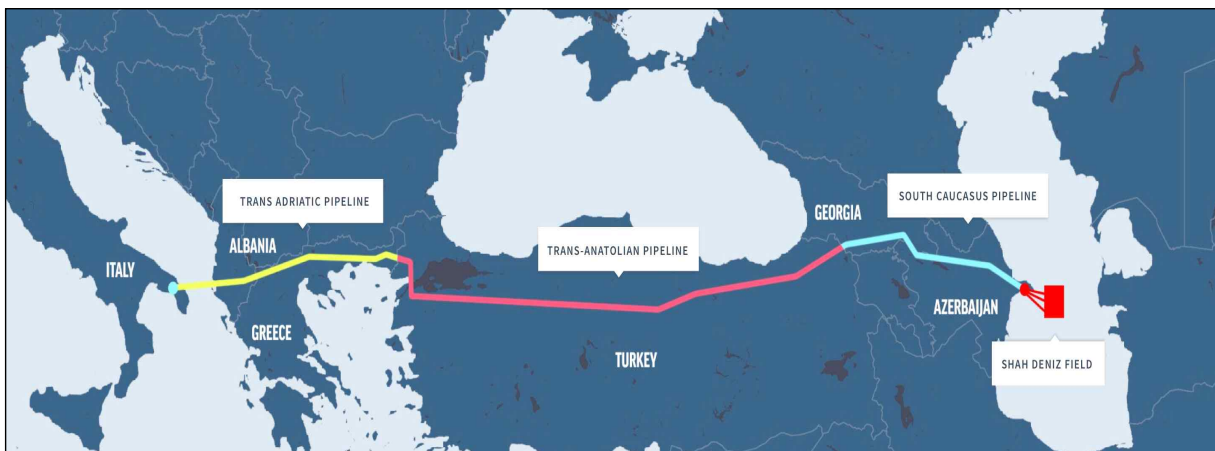 TRANS ADRIATIC PIPELINE
SOUTH CAUCASUS PIPELINE
GEORGIA
ALBANIA
TRANS-ANATOLIAN PIPELINE
ITALY
AZERBAIJAN
GREECE
TURKEY
SHAH DENIZ FIELD